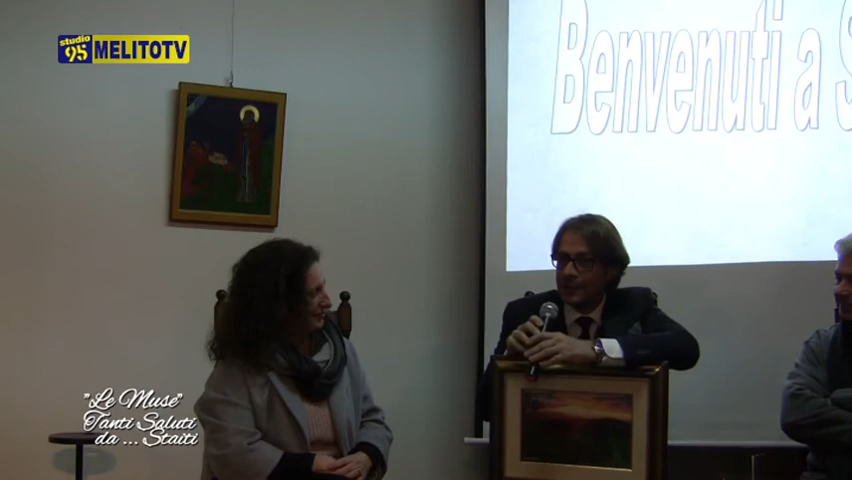 studio
95 MELITOTV
Benvenuti a S
"Le Muse"
Tanti Saluti
da ... Staiti